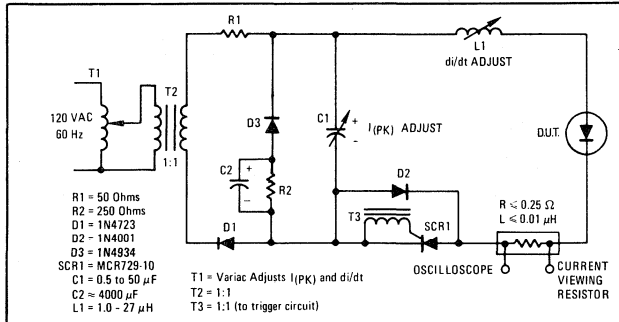 R1
L1
di/dt ADJUST
T1
T2
120 VAC
60 Hz
1:1
D3
C1
+
-
I(PK) ADJUST
D.U.T.
C2
+
-
R2
D2
T3
SCR1
D1
R ⩽ 0.25 Ω
L ⩽ 0.01 μH
OSCILLOSCOPE
CURRENT
VIEWING
RESISTOR
R1 = 50 Ohms
R2 = 250 Ohms
D1 = 1N4723
D2 = 1N4001
D3 = 1N4934
SCR1 = MCR729-10
C1 = 0.5 to 50 μF
C2 ≈ 4000 μF
L1 = 1.0 - 27 μH
T1 = Variac Adjusts I(PK) and di/dt
T2 = 1:1
T3 = 1:1 (to trigger circuit)